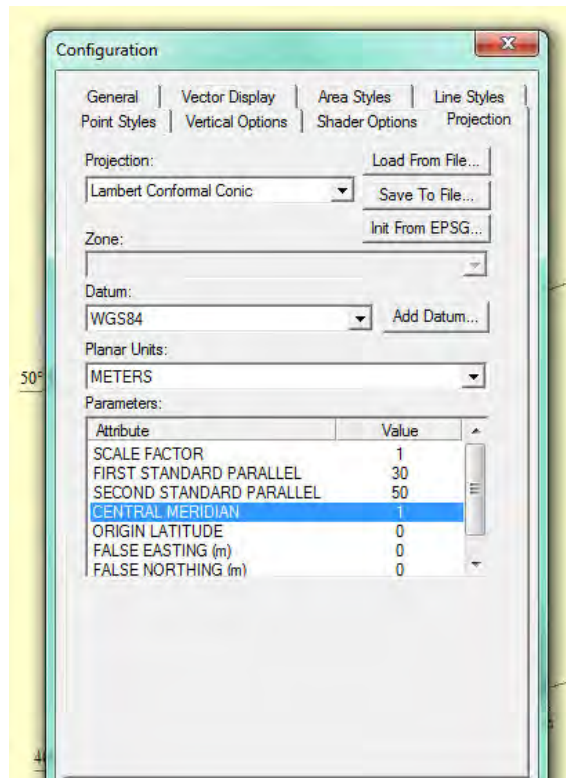 Configuration
General Vector Display Area Styles Line Styles
Point Styles Vertical Options Shader Options Projection
Projection: Load From File...
Lambert Conformal Conic Save To File...
Init From EPSG...
Zone:
Datum:
WGS84 Add Datum...
Planar Units:
50°
METERS
Parameters:
Attribute Value
SCALE FACTOR 1
FIRST STANDARD PARALLEL 30
SECOND STANDARD PARALLEL 50
CENTRAL MERIDIAN 1
ORIGIN LATITUDE 0
FALSE EASTING (m) 0
FALSE NORTHING (m) 0